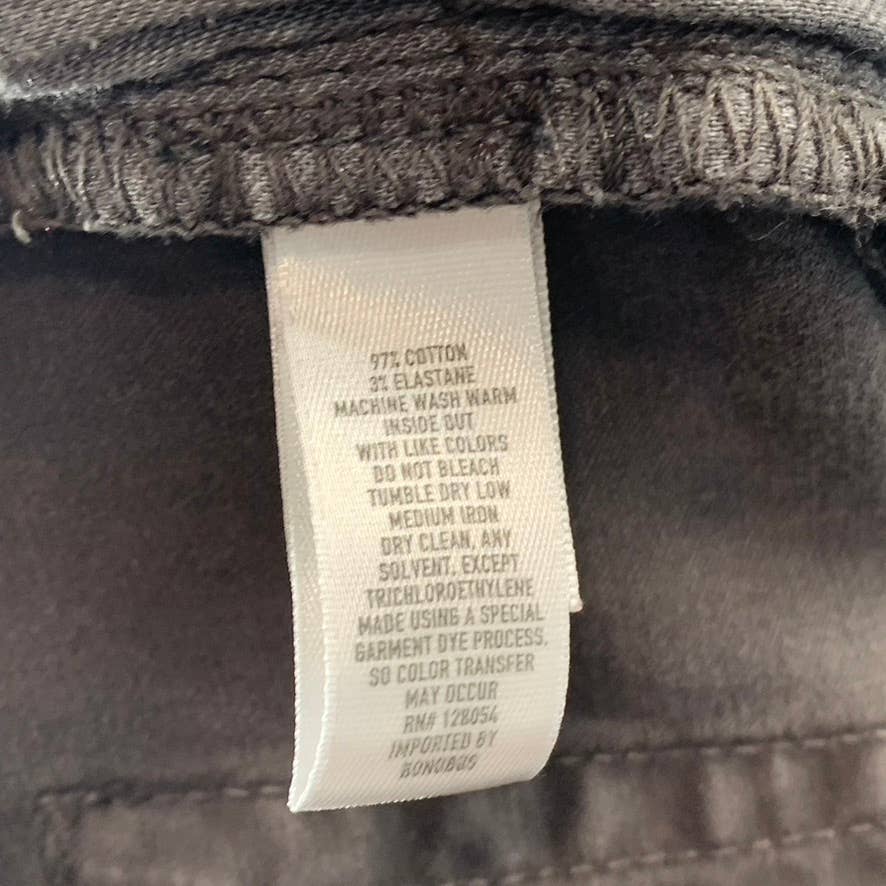 97% COTTON
3% ELASTANE
MACHINE WASH WARM
INSIDE OUT
WITH LIKE COLORS
DO NOT BLEACH
TUMBLE DRY LOW
MEDIUM IRON
DRY CLEAN, ANY
SOLVENT, EXCEPT
TRICHLOROETHYLENE
MADE USING A SPECIAL
GARMENT DYE PROCESS,
SO COLOR TRANSFER
MAY OCCUR
RN# 128054
IMPORTED BY
BONOBOS